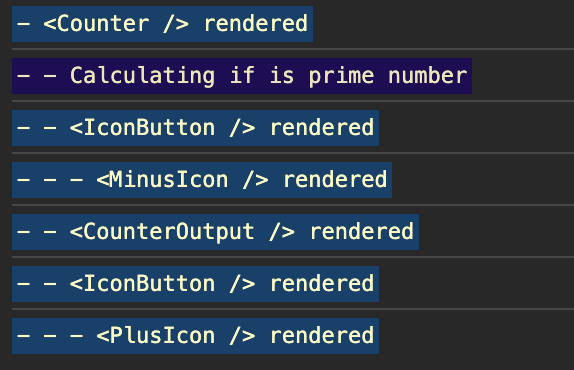 - <Counter /> rendered
- - Calculating if is prime number
- - <IconButton /> rendered
- - - <MinusIcon /> rendered
- - <CounterOutput /> rendered
- - <IconButton /> rendered
- - - <PlusIcon /> rendered